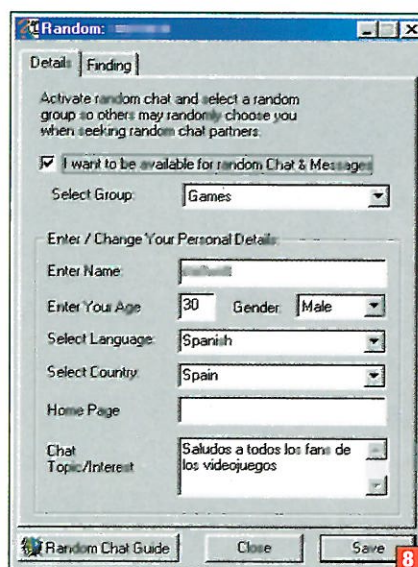 Random:
Details Finding
Activate random chat and select a random
group so others may randomly choose you
when seeking random chat partners.
I want to be available for random Chat & Messages
Select Group: Games
Enter / Change Your Personal Details:
Enter Name:
Enter Your Age 30 Gender: Male
Select Language: Spanish
Select Country: Spain
Home Page
Chat Saludos a todos los fans de
Topic/Interest los videojuegos
Random Chat Guide Close Save
8